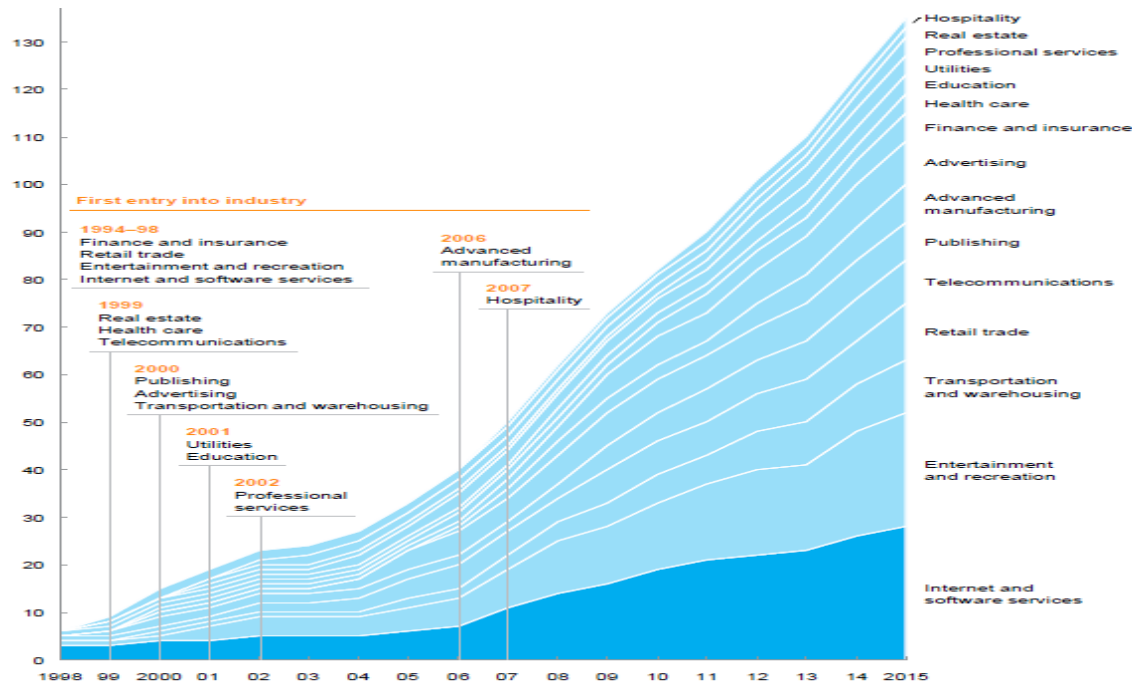 130
120
110
100
90
80
70
60
50
40
30
20
10
0
First entry into industry
1994–98
Finance and insurance
Retail trade
Entertainment and recreation
Internet and software services
1999
Real estate
Health care
Telecommunications
2000
Publishing
Advertising
Transportation and warehousing
2001
Utilities
Education
2002
Professional
services
2006
Advanced
manufacturing
2007
Hospitality
Hospitality
Real estate
Professional services
Utilities
Education
Health care
Finance and insurance
Advertising
Advanced
manufacturing
Publishing
Telecommunications
Retail trade
Transportation
and warehousing
Entertainment
and recreation
Internet and
software services
1998 99 2000 01 02 03 04 05 06 07 08 09 10 11 12 13 14 2015